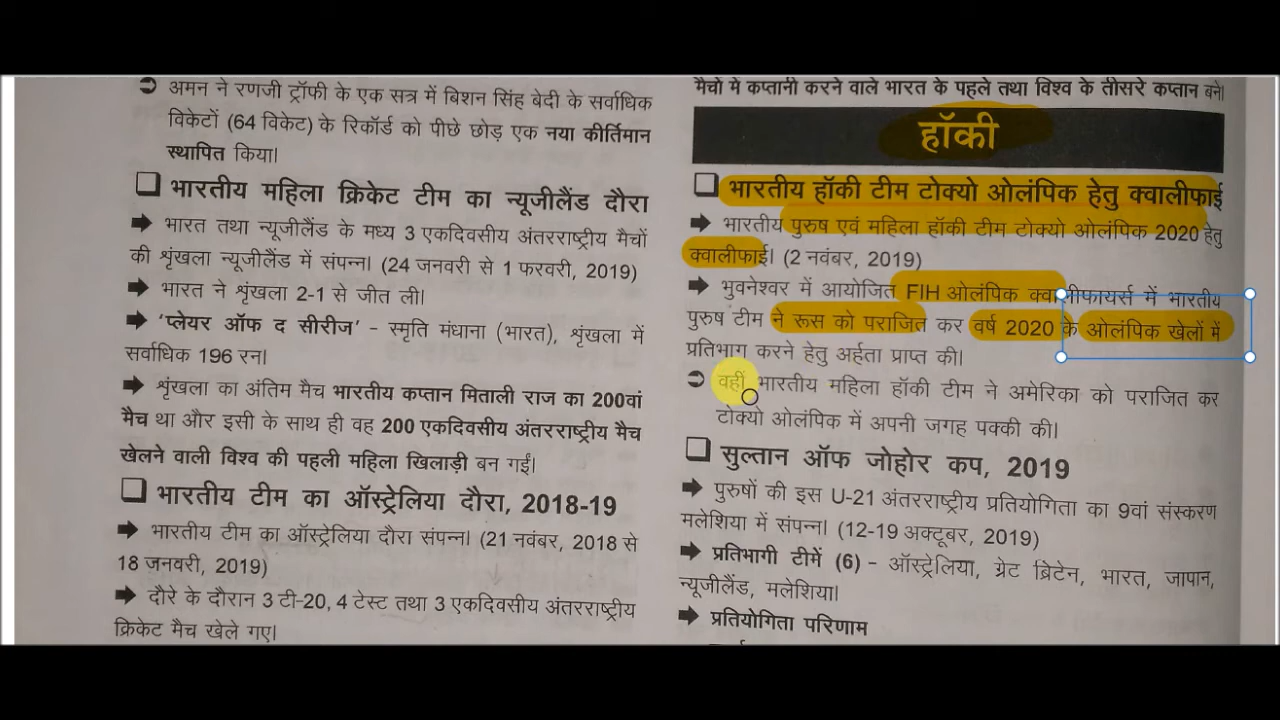 ➲ अमन ने रणजी ट्रॉफी के एक सत्र में बिशन सिंह बेदी के सर्वाधिक
विकेटों (64 विकेट) के रिकॉर्ड को पीछे छोड़ एक नया कीर्तिमान
स्थापित किया।
❑ भारतीय महिला क्रिकेट टीम का न्यूजीलैंड दौरा
➡ भारत तथा न्यूजीलैंड के मध्य 3 एकदिवसीय अंतरराष्ट्रीय मैचों
की शृंखला न्यूजीलैंड में संपन्न। (24 जनवरी से 1 फरवरी, 2019)
➡ भारत ने शृंखला 2-1 से जीत ली।
➡ ‘प्लेयर ऑफ द सीरीज’ – स्मृति मंधाना (भारत), शृंखला में
सर्वाधिक 196 रन।
➡ शृंखला का अंतिम मैच भारतीय कप्तान मिताली राज का 200वां
मैच था और इसी के साथ ही वह 200 एकदिवसीय अंतरराष्ट्रीय मैच
खेलने वाली विश्व की पहली महिला खिलाड़ी बन गईं।
❑ भारतीय टीम का ऑस्ट्रेलिया दौरा, 2018-19
➡ भारतीय टीम का ऑस्ट्रेलिया दौरा संपन्न। (21 नवंबर, 2018 से
18 जनवरी, 2019)
➡ दौरे के दौरान 3 टी-20, 4 टेस्ट तथा 3 एकदिवसीय अंतरराष्ट्रीय
क्रिकेट मैच खेले गए।
मैचों में कप्तानी करने वाले भारत के पहले तथा विश्व के तीसरे कप्तान बने।
हॉकी
❑ भारतीय हॉकी टीम टोक्यो ओलंपिक हेतु क्वालीफाई
➡ भारतीय पुरुष एवं महिला हॉकी टीम टोक्यो ओलंपिक 2020 हेतु
क्वालीफाई। (2 नवंबर, 2019)
➡ भुवनेश्वर में आयोजित FIH ओलंपिक क्वालीफायर्स में भारतीय
पुरुष टीम ने रूस को पराजित कर वर्ष 2020 के ओलंपिक खेलों में
प्रतिभाग करने हेतु अर्हता प्राप्त की।
➲ वहीं भारतीय महिला हॉकी टीम ने अमेरिका को पराजित कर
टोक्यो ओलंपिक में अपनी जगह पक्की की।
❑ सुल्तान ऑफ जोहोर कप, 2019
➡ पुरुषों की इस U-21 अंतरराष्ट्रीय प्रतियोगिता का 9वां संस्करण
मलेशिया में संपन्न। (12-19 अक्टूबर, 2019)
➡ प्रतिभागी टीमें (6) – ऑस्ट्रेलिया, ग्रेट ब्रिटेन, भारत, जापान,
न्यूजीलैंड, मलेशिया।
➡ प्रतियोगिता परिणाम